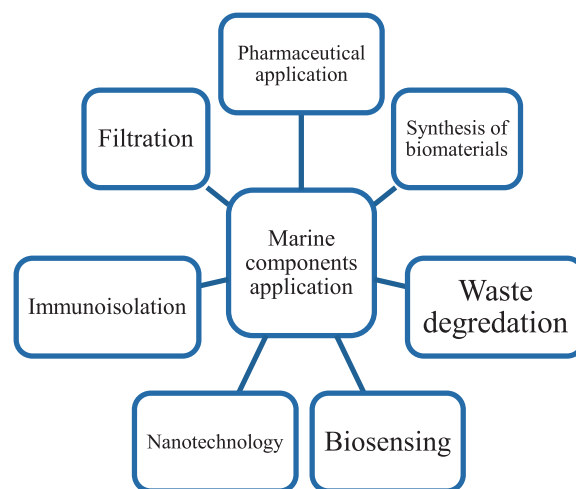 Pharmaceutical
application
Filtration
Synthesis of
biomaterials
Marine
components
application
Immunoisolation
Waste
degredation
Nanotechnology
Biosensing